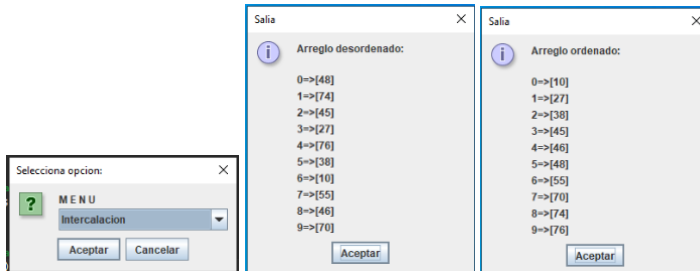 Selecciona opcion:
M E N U
Intercalacion
Aceptar Cancelar
Salia
Arreglo desordenado:
0=>[48]
1=>[74]
2=>[45]
3=>[27]
4=>[76]
5=>[38]
6=>[10]
7=>[55]
8=>[46]
9=>[70]
Aceptar
Salia
Arreglo ordenado:
0=>[10]
1=>[27]
2=>[38]
3=>[45]
4=>[46]
5=>[48]
6=>[55]
7=>[70]
8=>[74]
9=>[76]
Aceptar